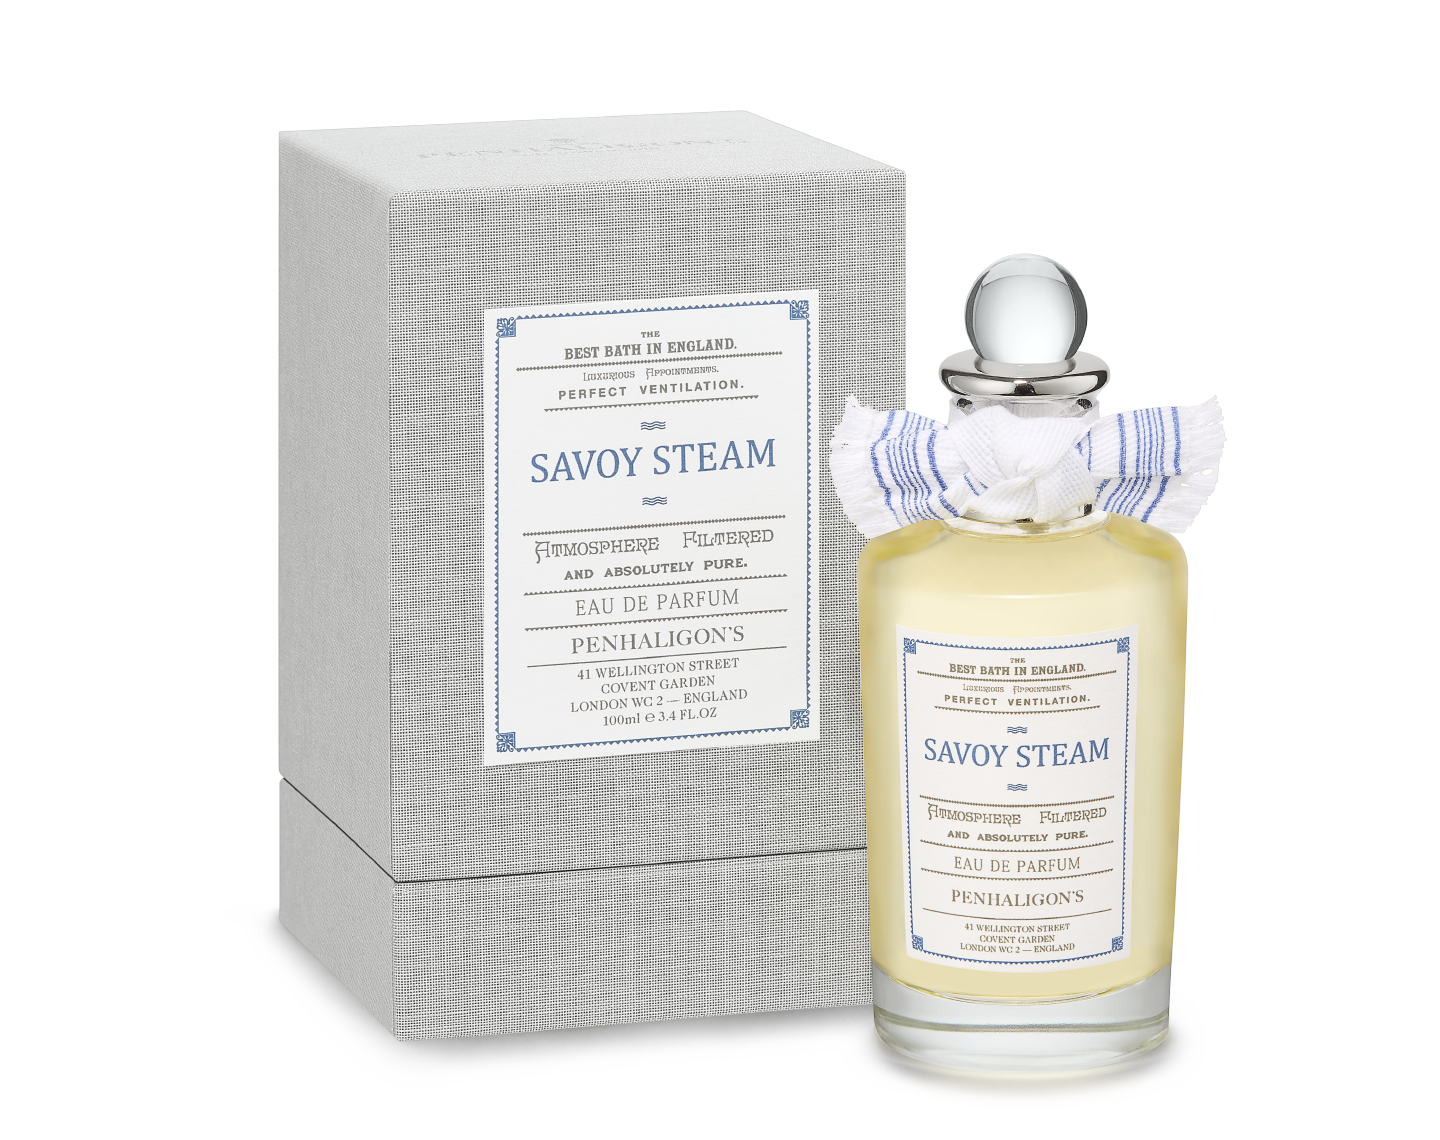 PENHALIGON'S
THE
BEST BATH IN ENGLAND.
LUXURIOUS APPOINTMENTS.
PERFECT VENTILATION.
SAVOY STEAM
ATMOSPHERE FILTERED
AND ABSOLUTELY PURE.
EAU DE PARFUM
PENHALIGON'S
41 WELLINGTON STREET
COVENT GARDEN
LONDON WC 2 — ENGLAND
100ml e 3.4 FL.OZ
THE
BEST BATH IN ENGLAND.
LUXURIOUS APPOINTMENTS.
PERFECT VENTILATION.
SAVOY STEAM
ATMOSPHERE FILTERED
AND ABSOLUTELY PURE.
EAU DE PARFUM
PENHALIGON'S
41 WELLINGTON STREET
COVENT GARDEN
LONDON WC 2 — ENGLAND